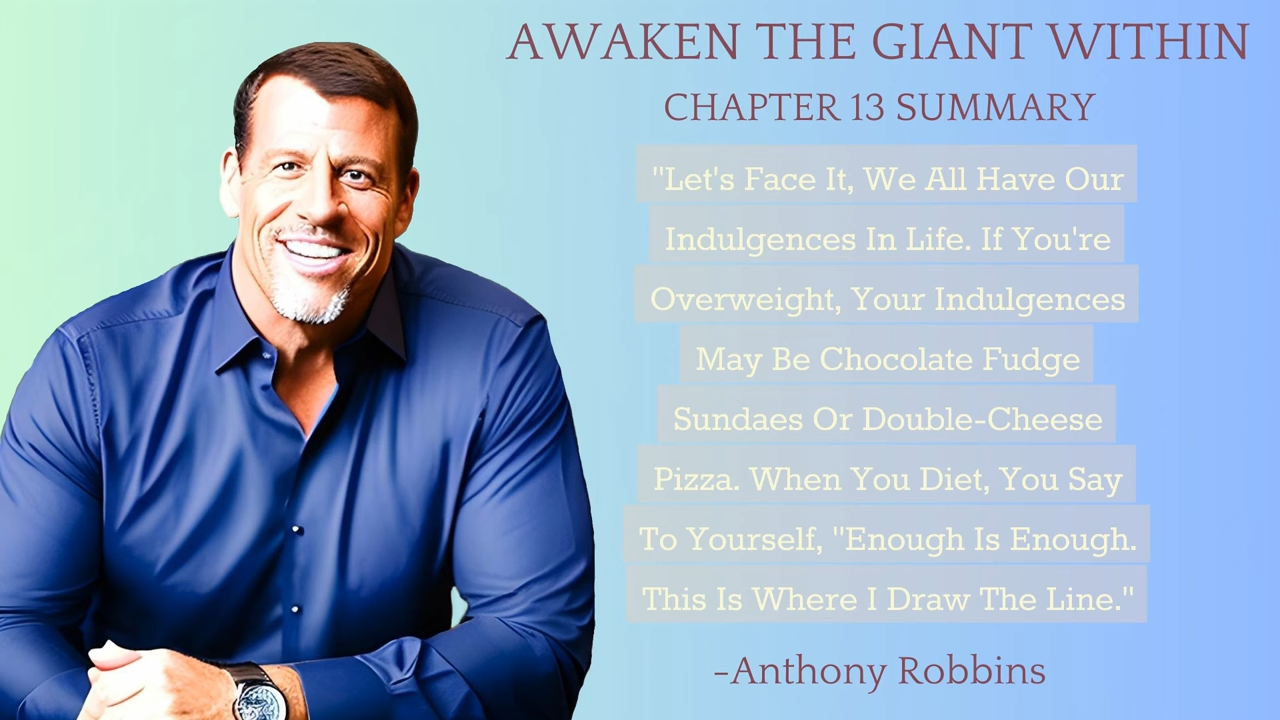 AWAKEN THE GIANT WITHIN
CHAPTER 13 SUMMARY
"Let's Face It, We All Have Our
Indulgences In Life. If You're
Overweight, Your Indulgences
May Be Chocolate Fudge
Sundaes Or Double-Cheese
Pizza. When You Diet, You Say
To Yourself, "Enough Is Enough.
This Is Where I Draw The Line."
-Anthony Robbins